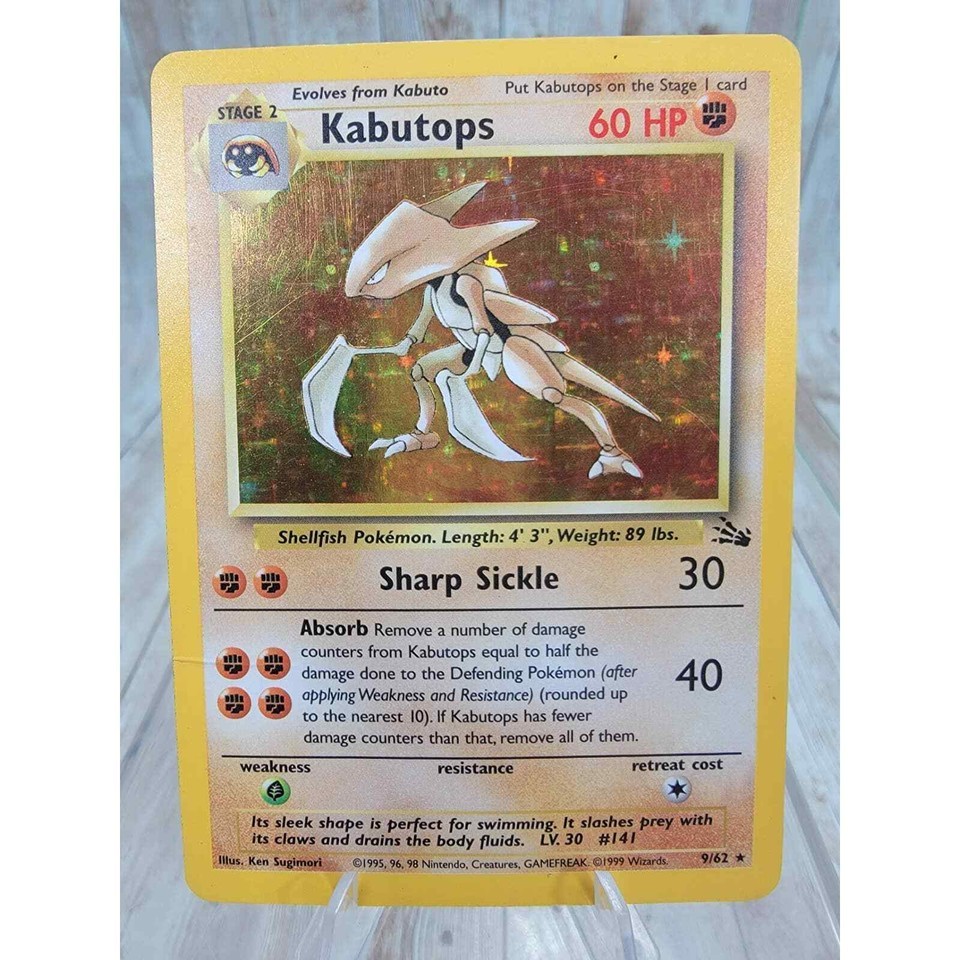 Evolves from Kabuto
Put Kabutops on the Stage 1 card
STAGE 2
Kabutops
60 HP
Shellfish Pokémon. Length: 4' 3", Weight: 89 lbs.
Sharp Sickle 30
Absorb Remove a number of damage
counters from Kabutops equal to half the
damage done to the Defending Pokémon (after
applying Weakness and Resistance) (rounded up
to the nearest 10). If Kabutops has fewer
damage counters than that, remove all of them.
40
weakness resistance retreat cost
Its sleek shape is perfect for swimming. It slashes prey with
its claws and drains the body fluids. LV. 30 #141
Illus. Ken Sugimori ©1995, 96, 98 Nintendo, Creatures, GAMEFREAK. ©1999 Wizards. 9/62 ★